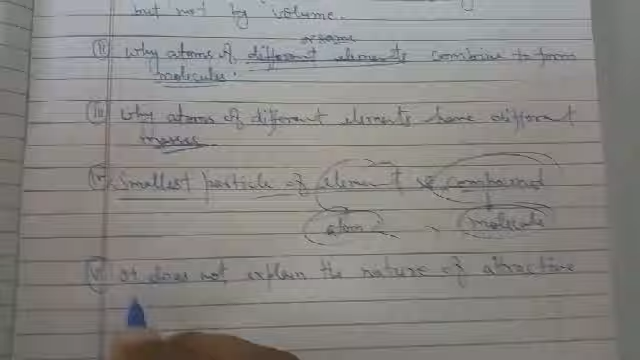 but not by volume.
or same
(ii) Why atoms of different elements combine to form
molecules.
(iii) Why atoms of different elements have different
masses.
(iv) Smallest particle of element & compound
atom, molecule
(v) It does not explain the nature of attractive